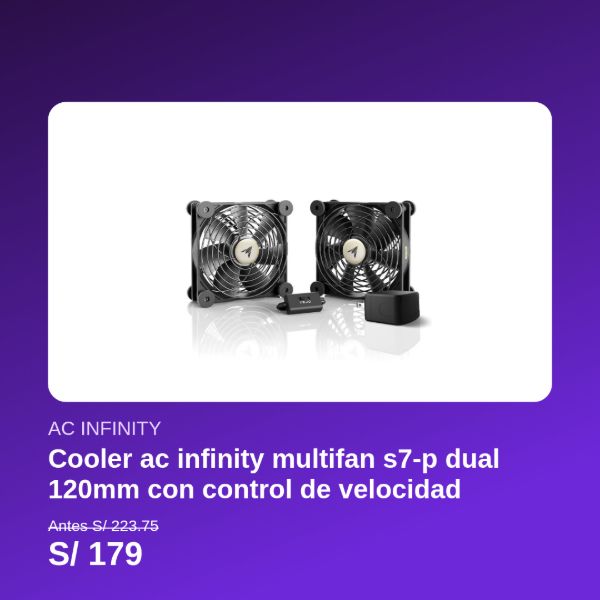 AC INFINITY
Cooler ac infinity multifan s7-p dual
120mm con control de velocidad
Antes S/ 223.75
S/ 179